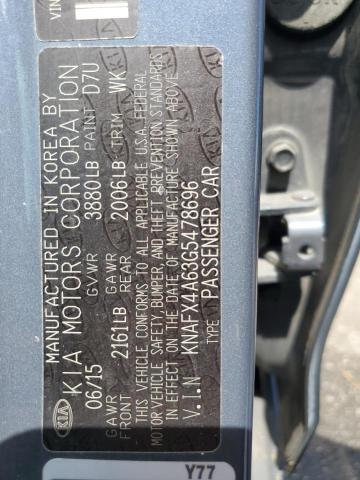 VIN
MANUFACTURED IN KOREA BY
KIA MOTORS CORPORATION
06/15 GVWR 3880LB PAINT D7U
GAWR FRONT 2161LB GAWR REAR 2096LB TRIM WK
THIS VEHICLE CONFORMS TO ALL APPLICABLE U.S.A. FEDERAL
MOTOR VEHICLE SAFETY, BUMPER, AND THEFT PREVENTION STANDARDS
IN EFFECT ON THE DATE OF MANUFACTURE SHOWN ABOVE
V.I.N KNAFX4A63G5478696
TYPE: PASSENGER CAR
KIA
Y77